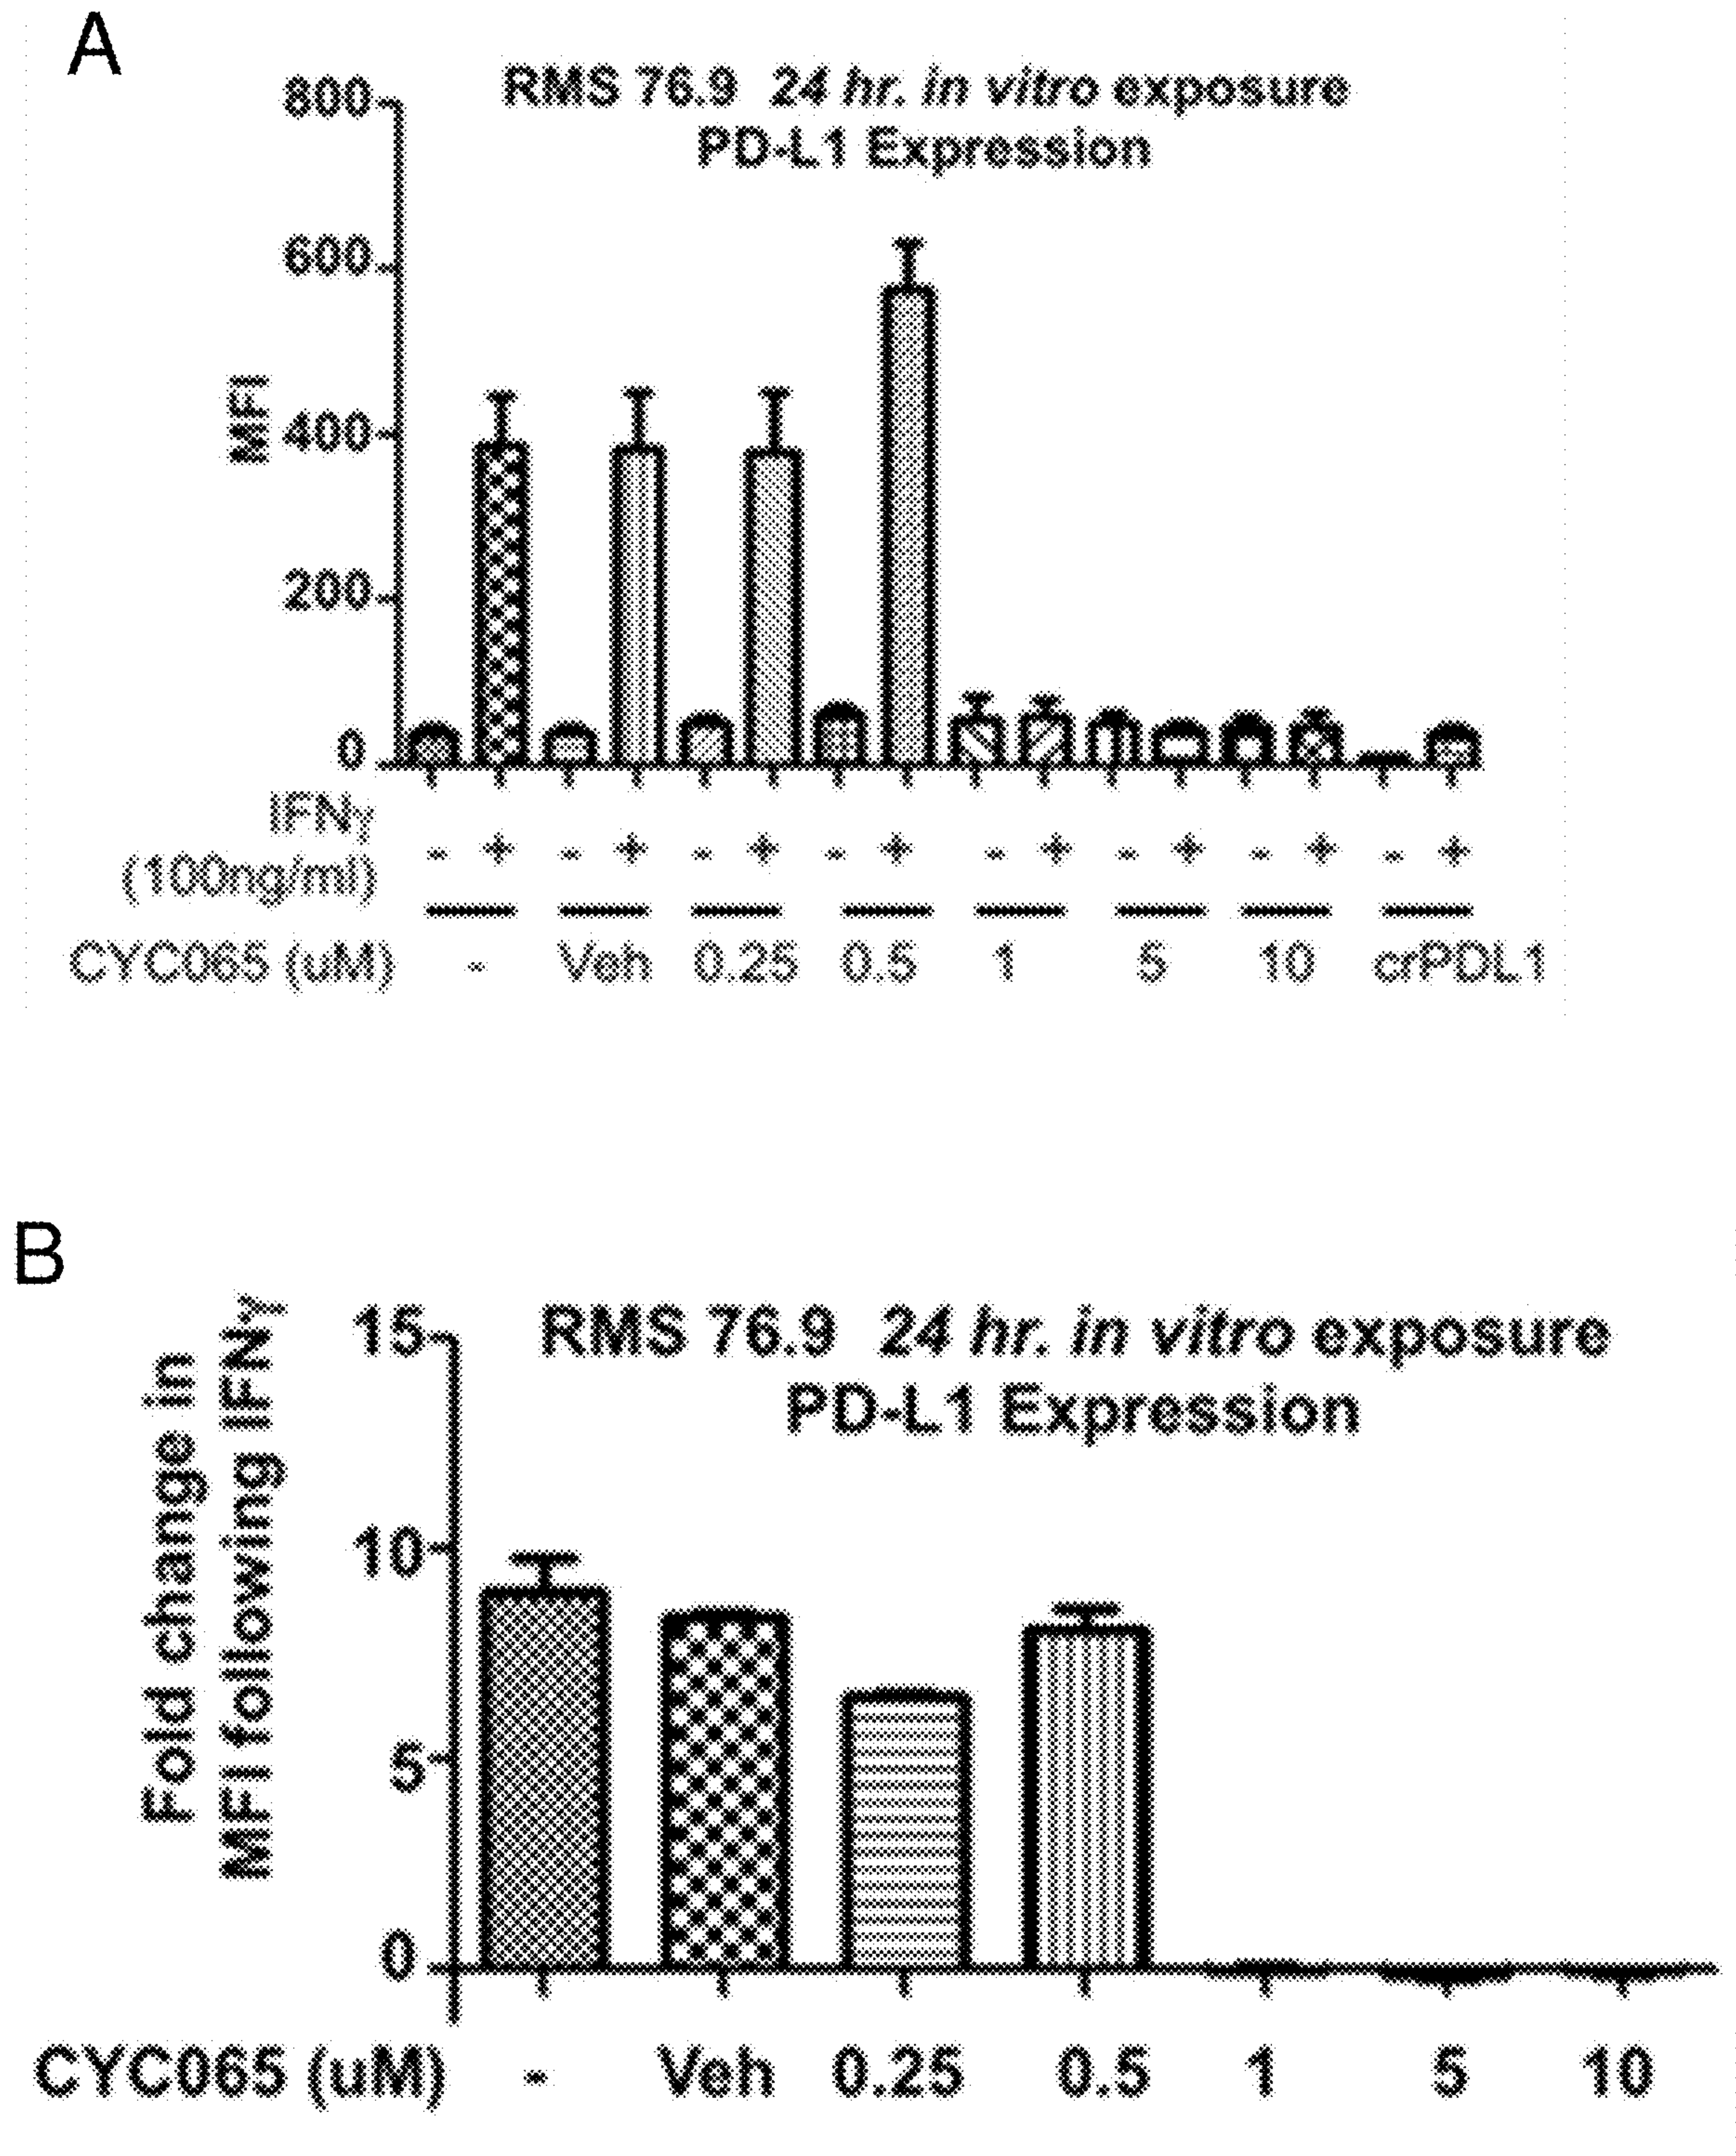 A
RMS 76.9 24 hr. in vitro exposure
PD-L1 Expression
800
600
400
200
0
MFI
IFNγ
(100ng/ml)
- + - + - + - + - + - + - + - +
CYC065 (uM) - Veh 0.25 0.5 1 5 10 crPDL1
B
RMS 76.9 24 hr. in vitro exposure
PD-L1 Expression
Fold change in
MFI following IFNγ
15
10
5
0
CYC065 (uM) - Veh 0.25 0.5 1 5 10